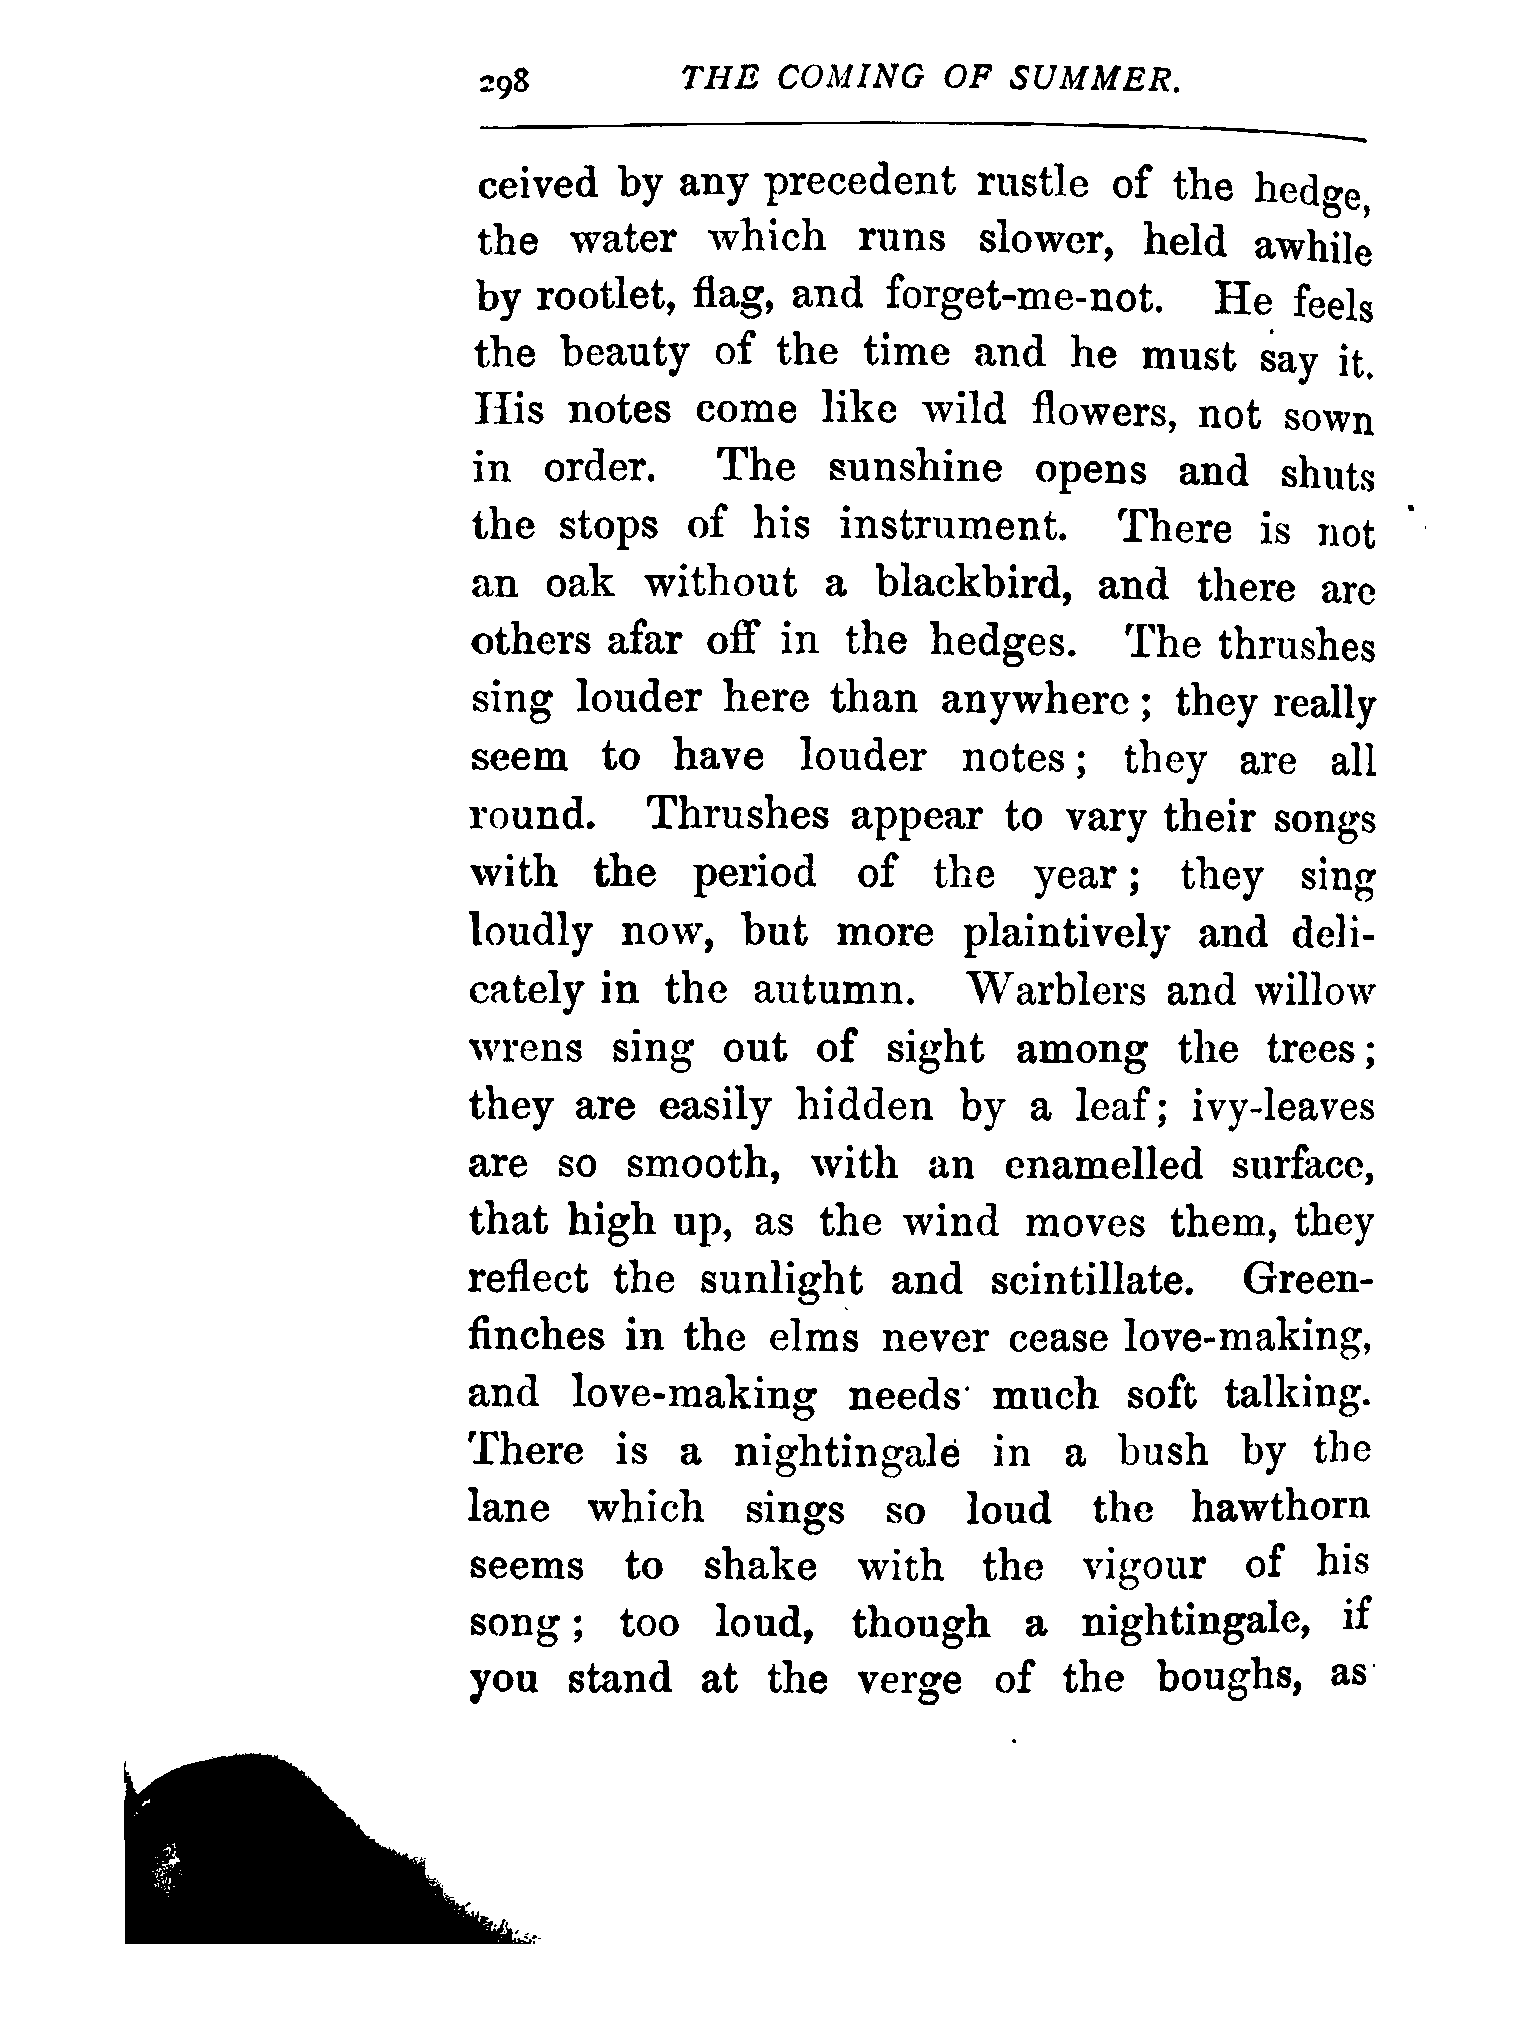 298 THE COMING OF SUMMER.
ceived by any precedent rustle of the hedge,
the water which runs slower, held awhile
by rootlet, flag, and forget-me-not. He feels
the beauty of the time and he must say it.
His notes come like wild flowers, not sown
in order. The sunshine opens and shuts
the stops of his instrument. There is not
an oak without a blackbird, and there are
others afar off in the hedges. The thrushes
sing louder here than anywhere; they really
seem to have louder notes; they are all
round. Thrushes appear to vary their songs
with the period of the year; they sing
loudly now, but more plaintively and deli-
cately in the autumn. Warblers and willow
wrens sing out of sight among the trees;
they are easily hidden by a leaf; ivy-leaves
are so smooth, with an enamelled surface,
that high up, as the wind moves them, they
reflect the sunlight and scintillate. Green-
finches in the elms never cease love-making,
and love-making needs much soft talking.
There is a nightingale in a bush by the
lane which sings so loud the hawthorn
seems to shake with the vigour of his
song; too loud, though a nightingale, if
you stand at the verge of the boughs, as